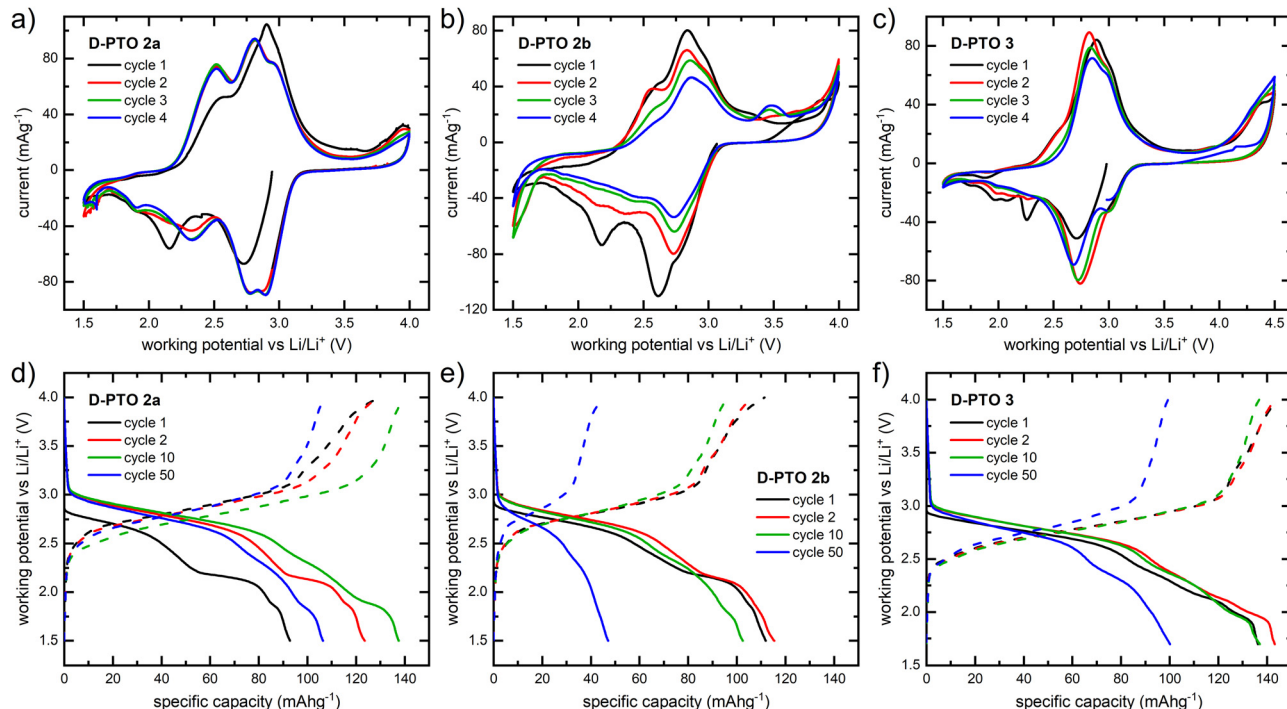 a)
D-PTO 2a
cycle 1
cycle 2
cycle 3
cycle 4
current (mAg⁻¹)
80
40
0
-40
-80
1.5 2.0 2.5 3.0 3.5 4.0
working potential vs Li/Li⁺ (V)
b)
D-PTO 2b
cycle 1
cycle 2
cycle 3
cycle 4
current (mAg⁻¹)
120
80
40
0
-40
-80
-120
1.5 2.0 2.5 3.0 3.5 4.0
working potential vs Li/Li⁺ (V)
c)
D-PTO 3
cycle 1
cycle 2
cycle 3
cycle 4
current (mAg⁻¹)
80
40
0
-40
-80
1.5 2.0 2.5 3.0 3.5 4.0 4.5
working potential vs Li/Li⁺ (V)
d)
D-PTO 2a
cycle 1
cycle 2
cycle 10
cycle 50
working potential vs Li/Li⁺ (V)
4.0
3.5
3.0
2.5
2.0
1.5
0 20 40 60 80 100 120 140
specific capacity (mAhg⁻¹)
e)
D-PTO 2b
cycle 1
cycle 2
cycle 10
cycle 50
working potential vs Li/Li⁺ (V)
4.0
3.5
3.0
2.5
2.0
1.5
0 20 40 60 80 100 120 140
specific capacity (mAhg⁻¹)
f)
D-PTO 3
cycle 1
cycle 2
cycle 10
cycle 50
working potential vs Li/Li⁺ (V)
4.0
3.5
3.0
2.5
2.0
1.5
0 20 40 60 80 100 120 140
specific capacity (mAhg⁻¹)